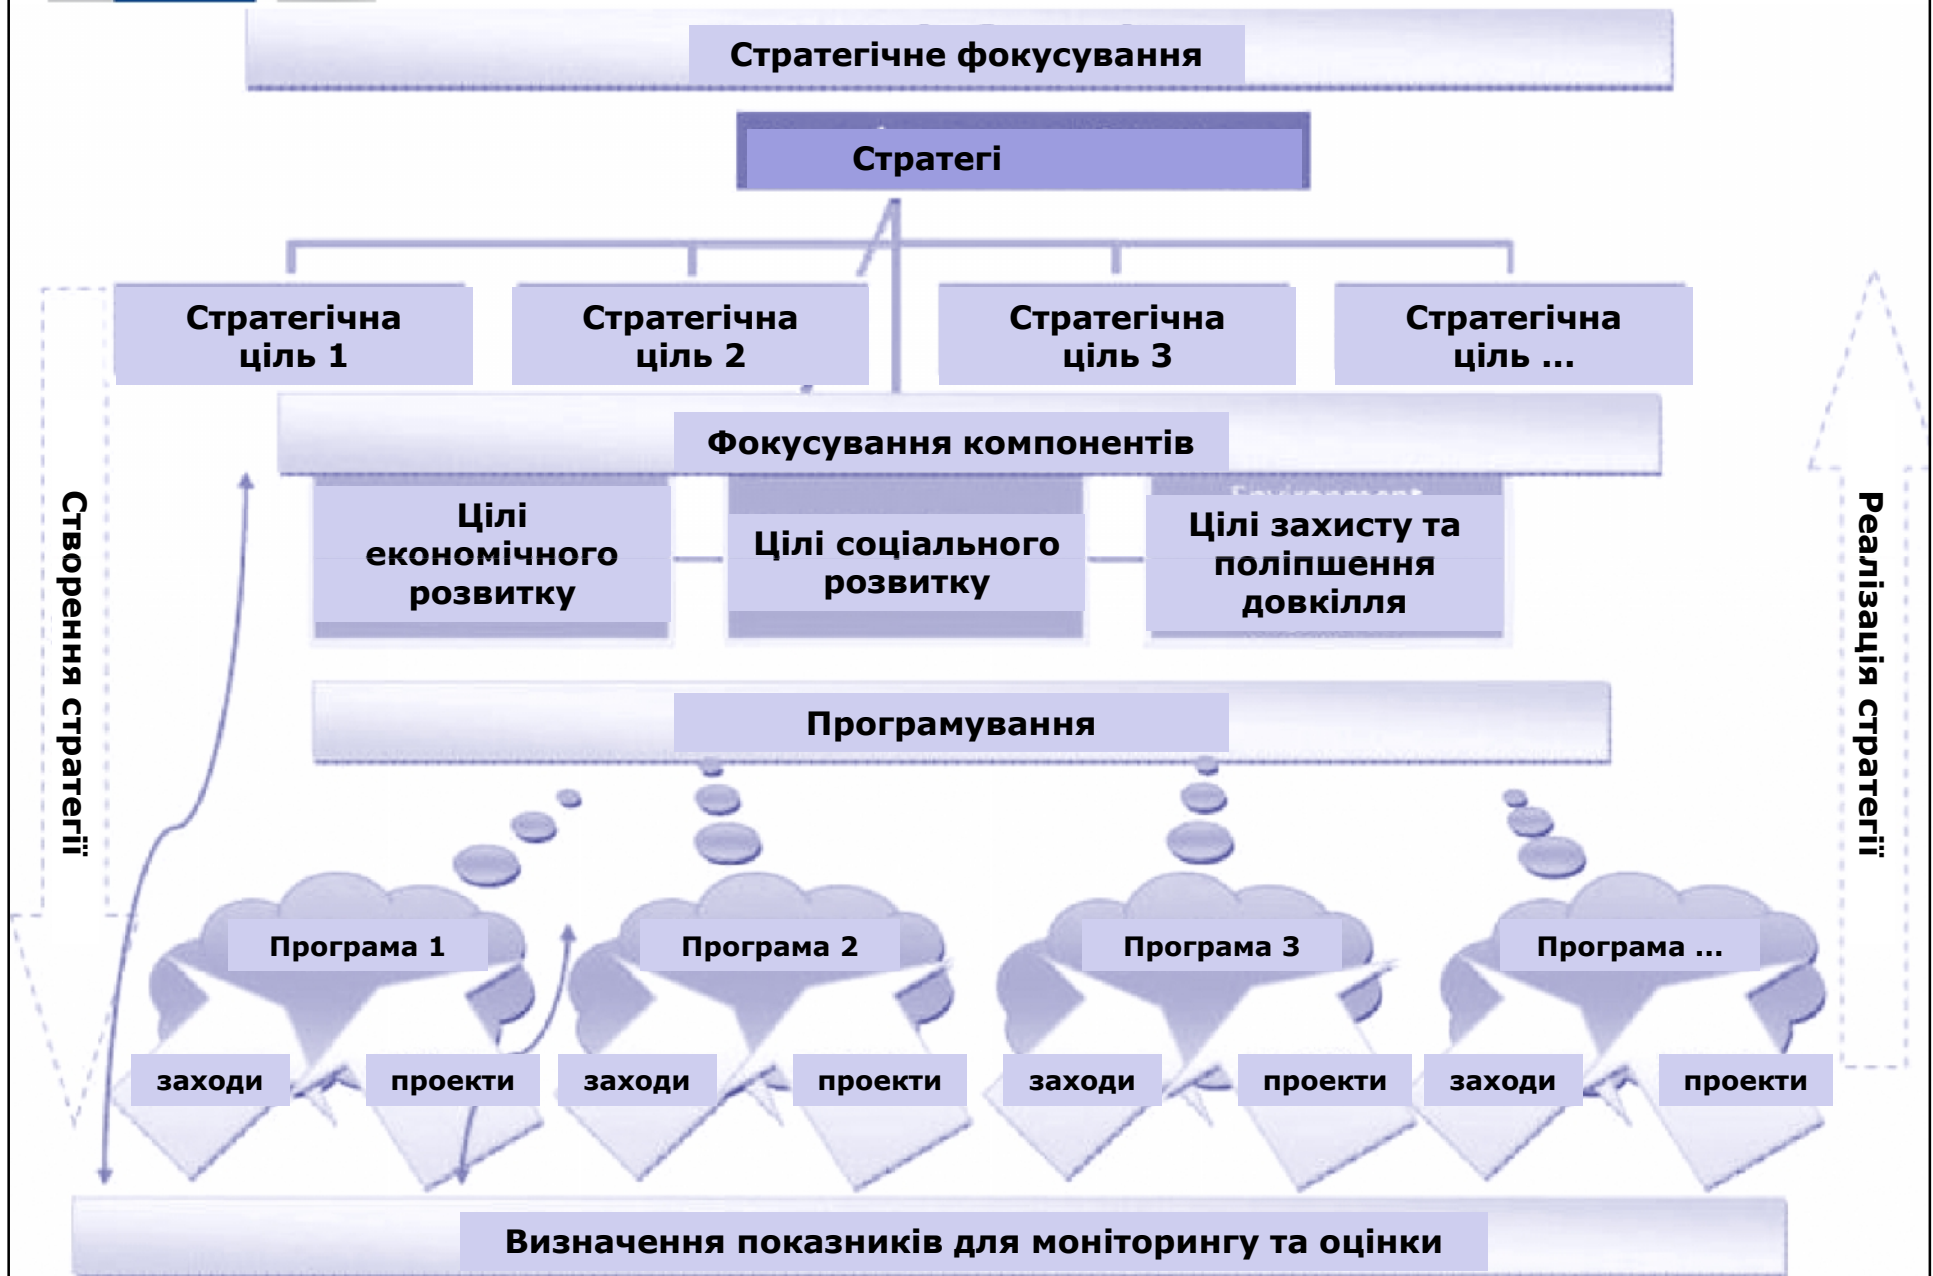 Стратегічне фокусування
Стратегі
Стратегічна
ціль 1
Стратегічна
ціль 2
Стратегічна
ціль 3
Стратегічна
ціль ...
Фокусування компонентів
Цілі
економічного
розвитку
Цілі соціального
розвитку
Цілі захисту та
поліпшення
довкілля
Створення стратегії
Реалізація стратегії
Програмування
Програма 1
Програма 2
Програма 3
Програма ...
заходи
проекти
заходи
проекти
заходи
проекти
заходи
проекти
Визначення показників для моніторингу та оцінки